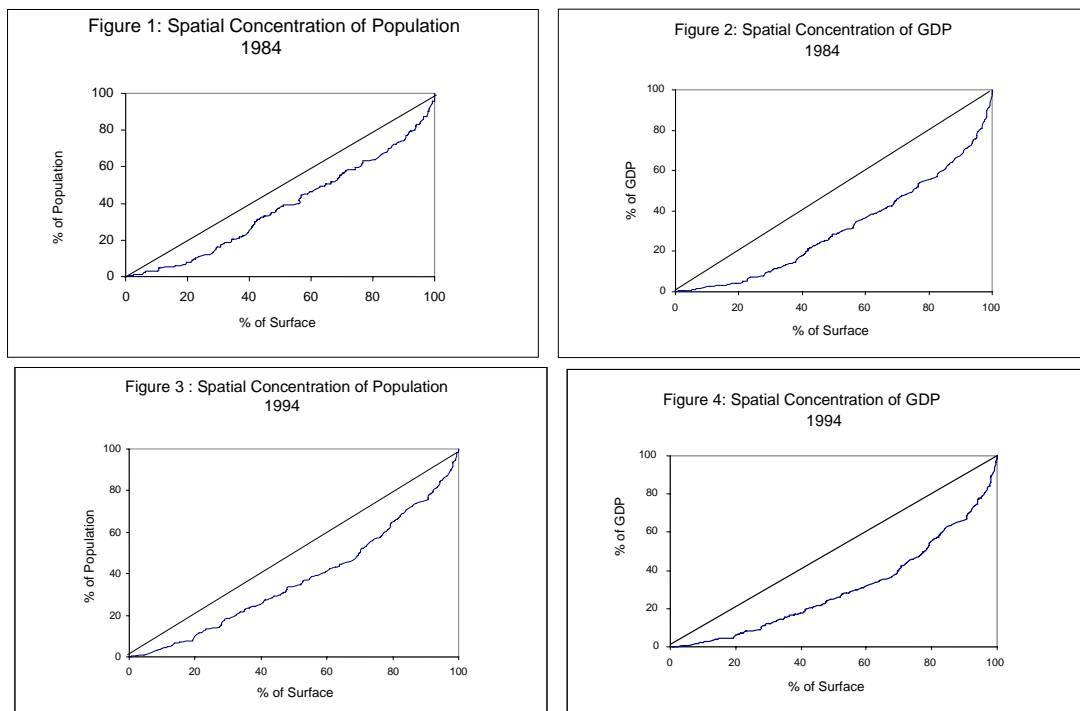 Figure 1: Spatial Concentration of Population
1984
100
80
60
40
20
0
% of Population
0 20 40 60 80 100
% of Surface
Figure 2: Spatial Concentration of GDP
1984
100
80
60
40
20
0
% of GDP
0 20 40 60 80 100
% of Surface
Figure 3 : Spatial Concentration of Population
1994
100
80
60
40
20
0
% of Population
0 20 40 60 80 100
% of Surface
Figure 4: Spatial Concentration of GDP
1994
100
80
60
40
20
0
% of GDP
0 20 40 60 80 100
% of Surface